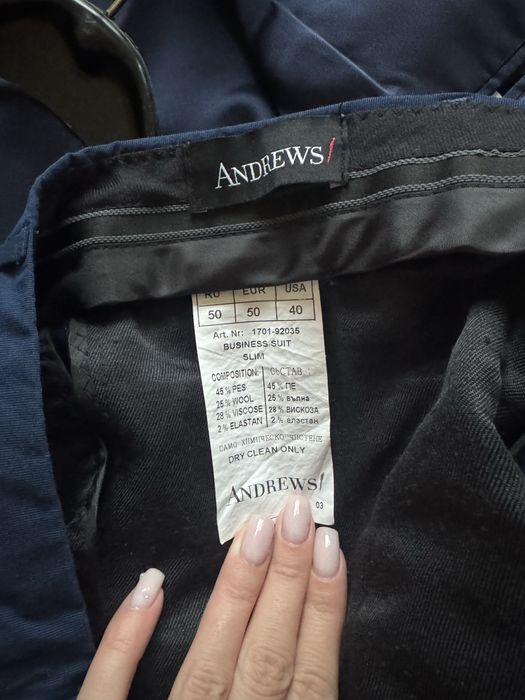 ANDREWS/
RU EUR USA
50 50 40
Art. Nr: 1701-92035
BUSINESS SUIT
SLIM
COMPOSITION: СЪСТАВ :
45 % PES 45 % ПЕ
25 % WOOL 25 % вълна
28 % VISCOSE 28 % ВИСКОЗА
2 % ELASTAN 2 % еластан
САМО ХИМИЧЕСКО ЧИСТЕНЕ
DRY CLEAN ONLY
ANDREWS/
03